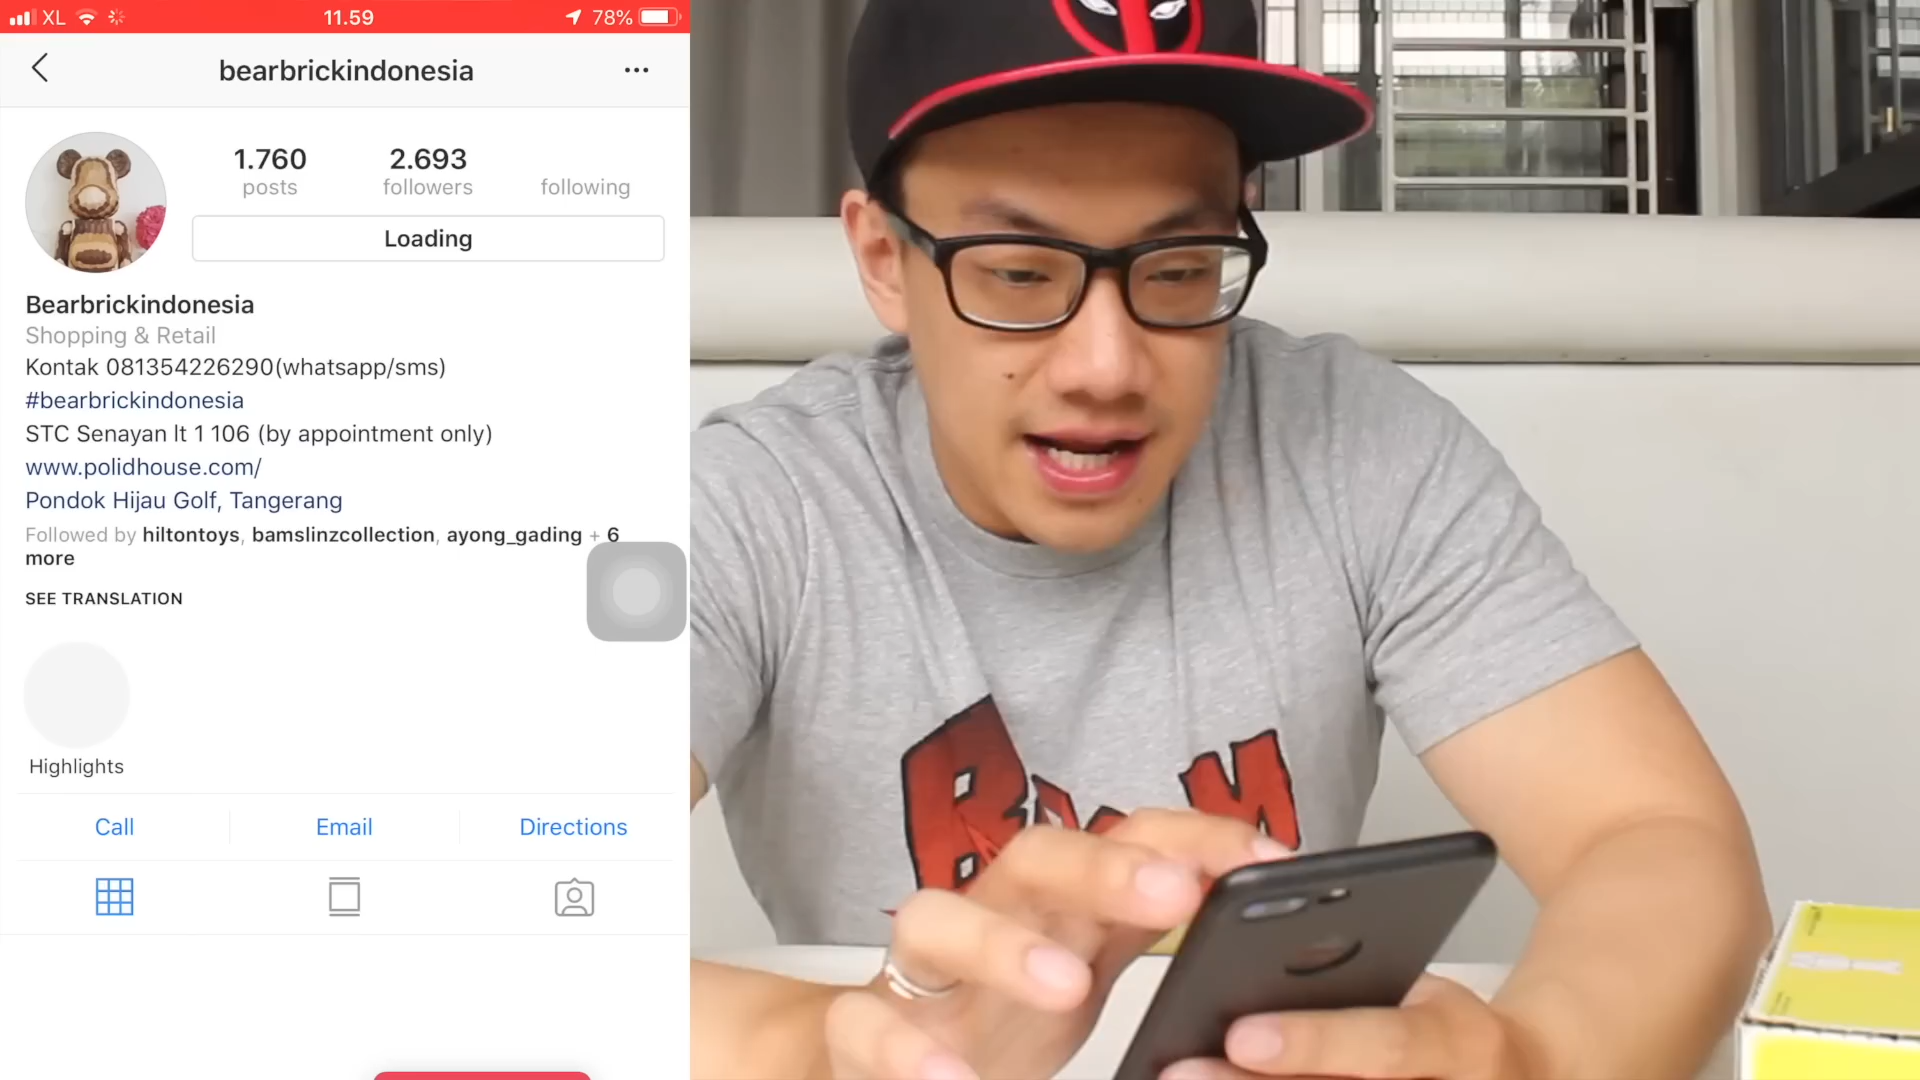 XL 11.59 78%
bearbrickindonesia
1.760 2.693
posts followers following
Loading
Bearbrickindonesia
Shopping & Retail
Kontak 081354226290(whatsapp/sms)
#bearbrickindonesia
STC Senayan lt 1 106 (by appointment only)
www.polidhouse.com/
Pondok Hijau Golf, Tangerang
Followed by hiltontoys, bamslinzcollection, ayong_gading + 6
more
SEE TRANSLATION
Highlights
Call Email Directions